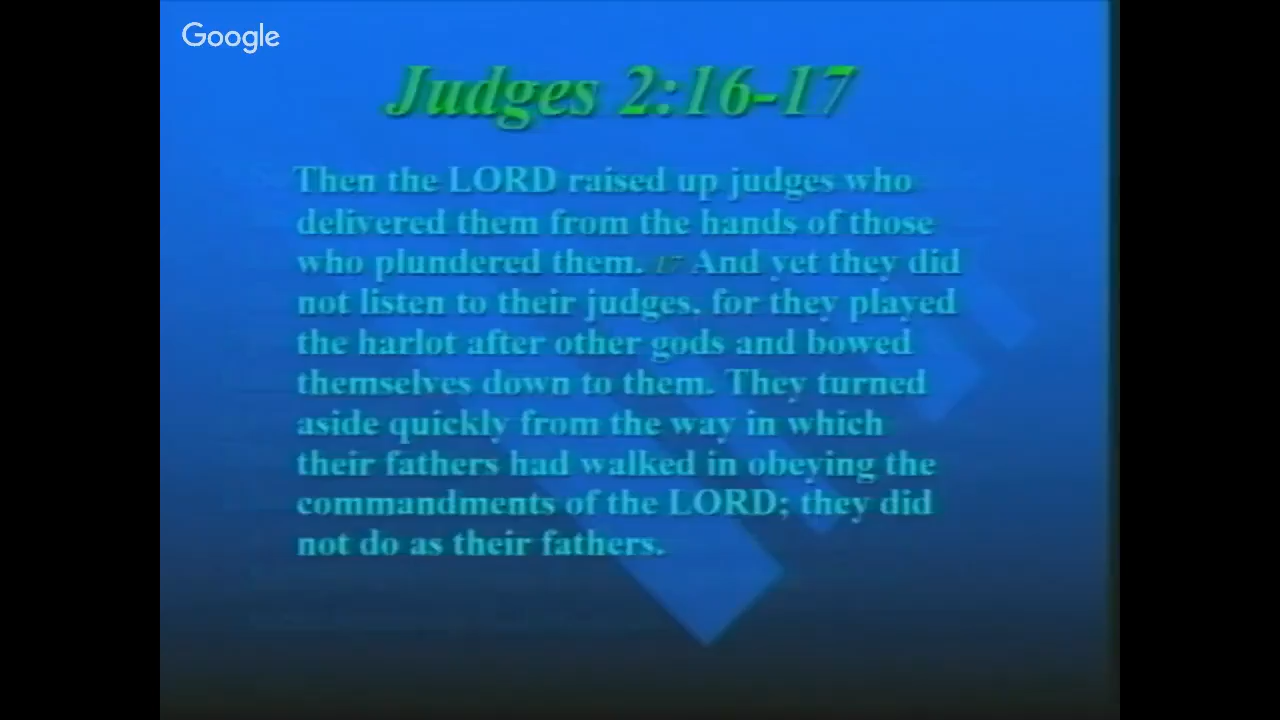 Google
Judges 2:16-17
Then the LORD raised up judges who
delivered them from the hands of those
who plundered them. 17 And yet they did
not listen to their judges, for they played
the harlot after other gods and bowed
themselves down to them. They turned
aside quickly from the way in which
their fathers had walked in obeying the
commandments of the LORD; they did
not do as their fathers.